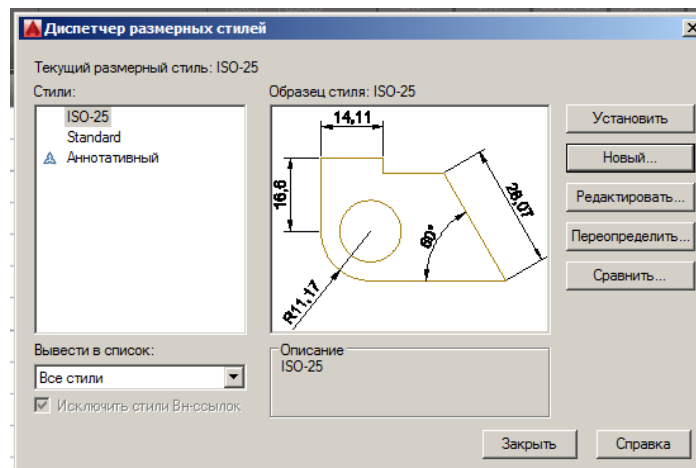 Диспетчер размерных стилей
Текущий размерный стиль: ISO-25
Стили:
ISO-25
Standard
Аннотативный
Образец стиля: ISO-25
14,11
16,6
28,07
60°
R11,17
Установить
Новый...
Редактировать...
Переопределить...
Сравнить...
Вывести в список:
Все стили
Исключить стили Вн-ссылок
Описание
ISO-25
Закрыть
Справка